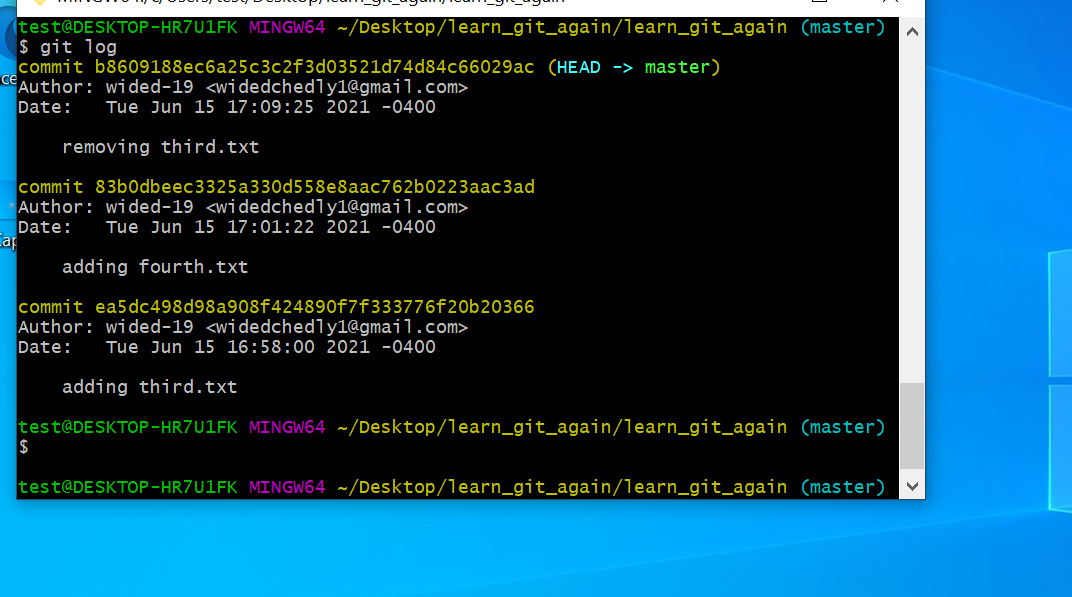 test@DESKTOP-HR7U1FK MINGW64 ~/Desktop/learn_git_again/learn_git_again (master)
$ git log
commit b8609188ec6a25c3c2f3d03521d74d84c66029ac (HEAD -> master)
Author: wided-19 <widedchedly1@gmail.com>
Date:   Tue Jun 15 17:09:25 2021 -0400
removing third.txt
commit 83b0dbeec3325a330d558e8aac762b0223aac3ad
Author: wided-19 <widedchedly1@gmail.com>
Date:   Tue Jun 15 17:01:22 2021 -0400
adding fourth.txt
commit ea5dc498d98a908f424890f7f333776f20b20366
Author: wided-19 <widedchedly1@gmail.com>
Date:   Tue Jun 15 16:58:00 2021 -0400
adding third.txt
test@DESKTOP-HR7U1FK MINGW64 ~/Desktop/learn_git_again/learn_git_again (master)
$
test@DESKTOP-HR7U1FK MINGW64 ~/Desktop/learn_git_again/learn_git_again (master)